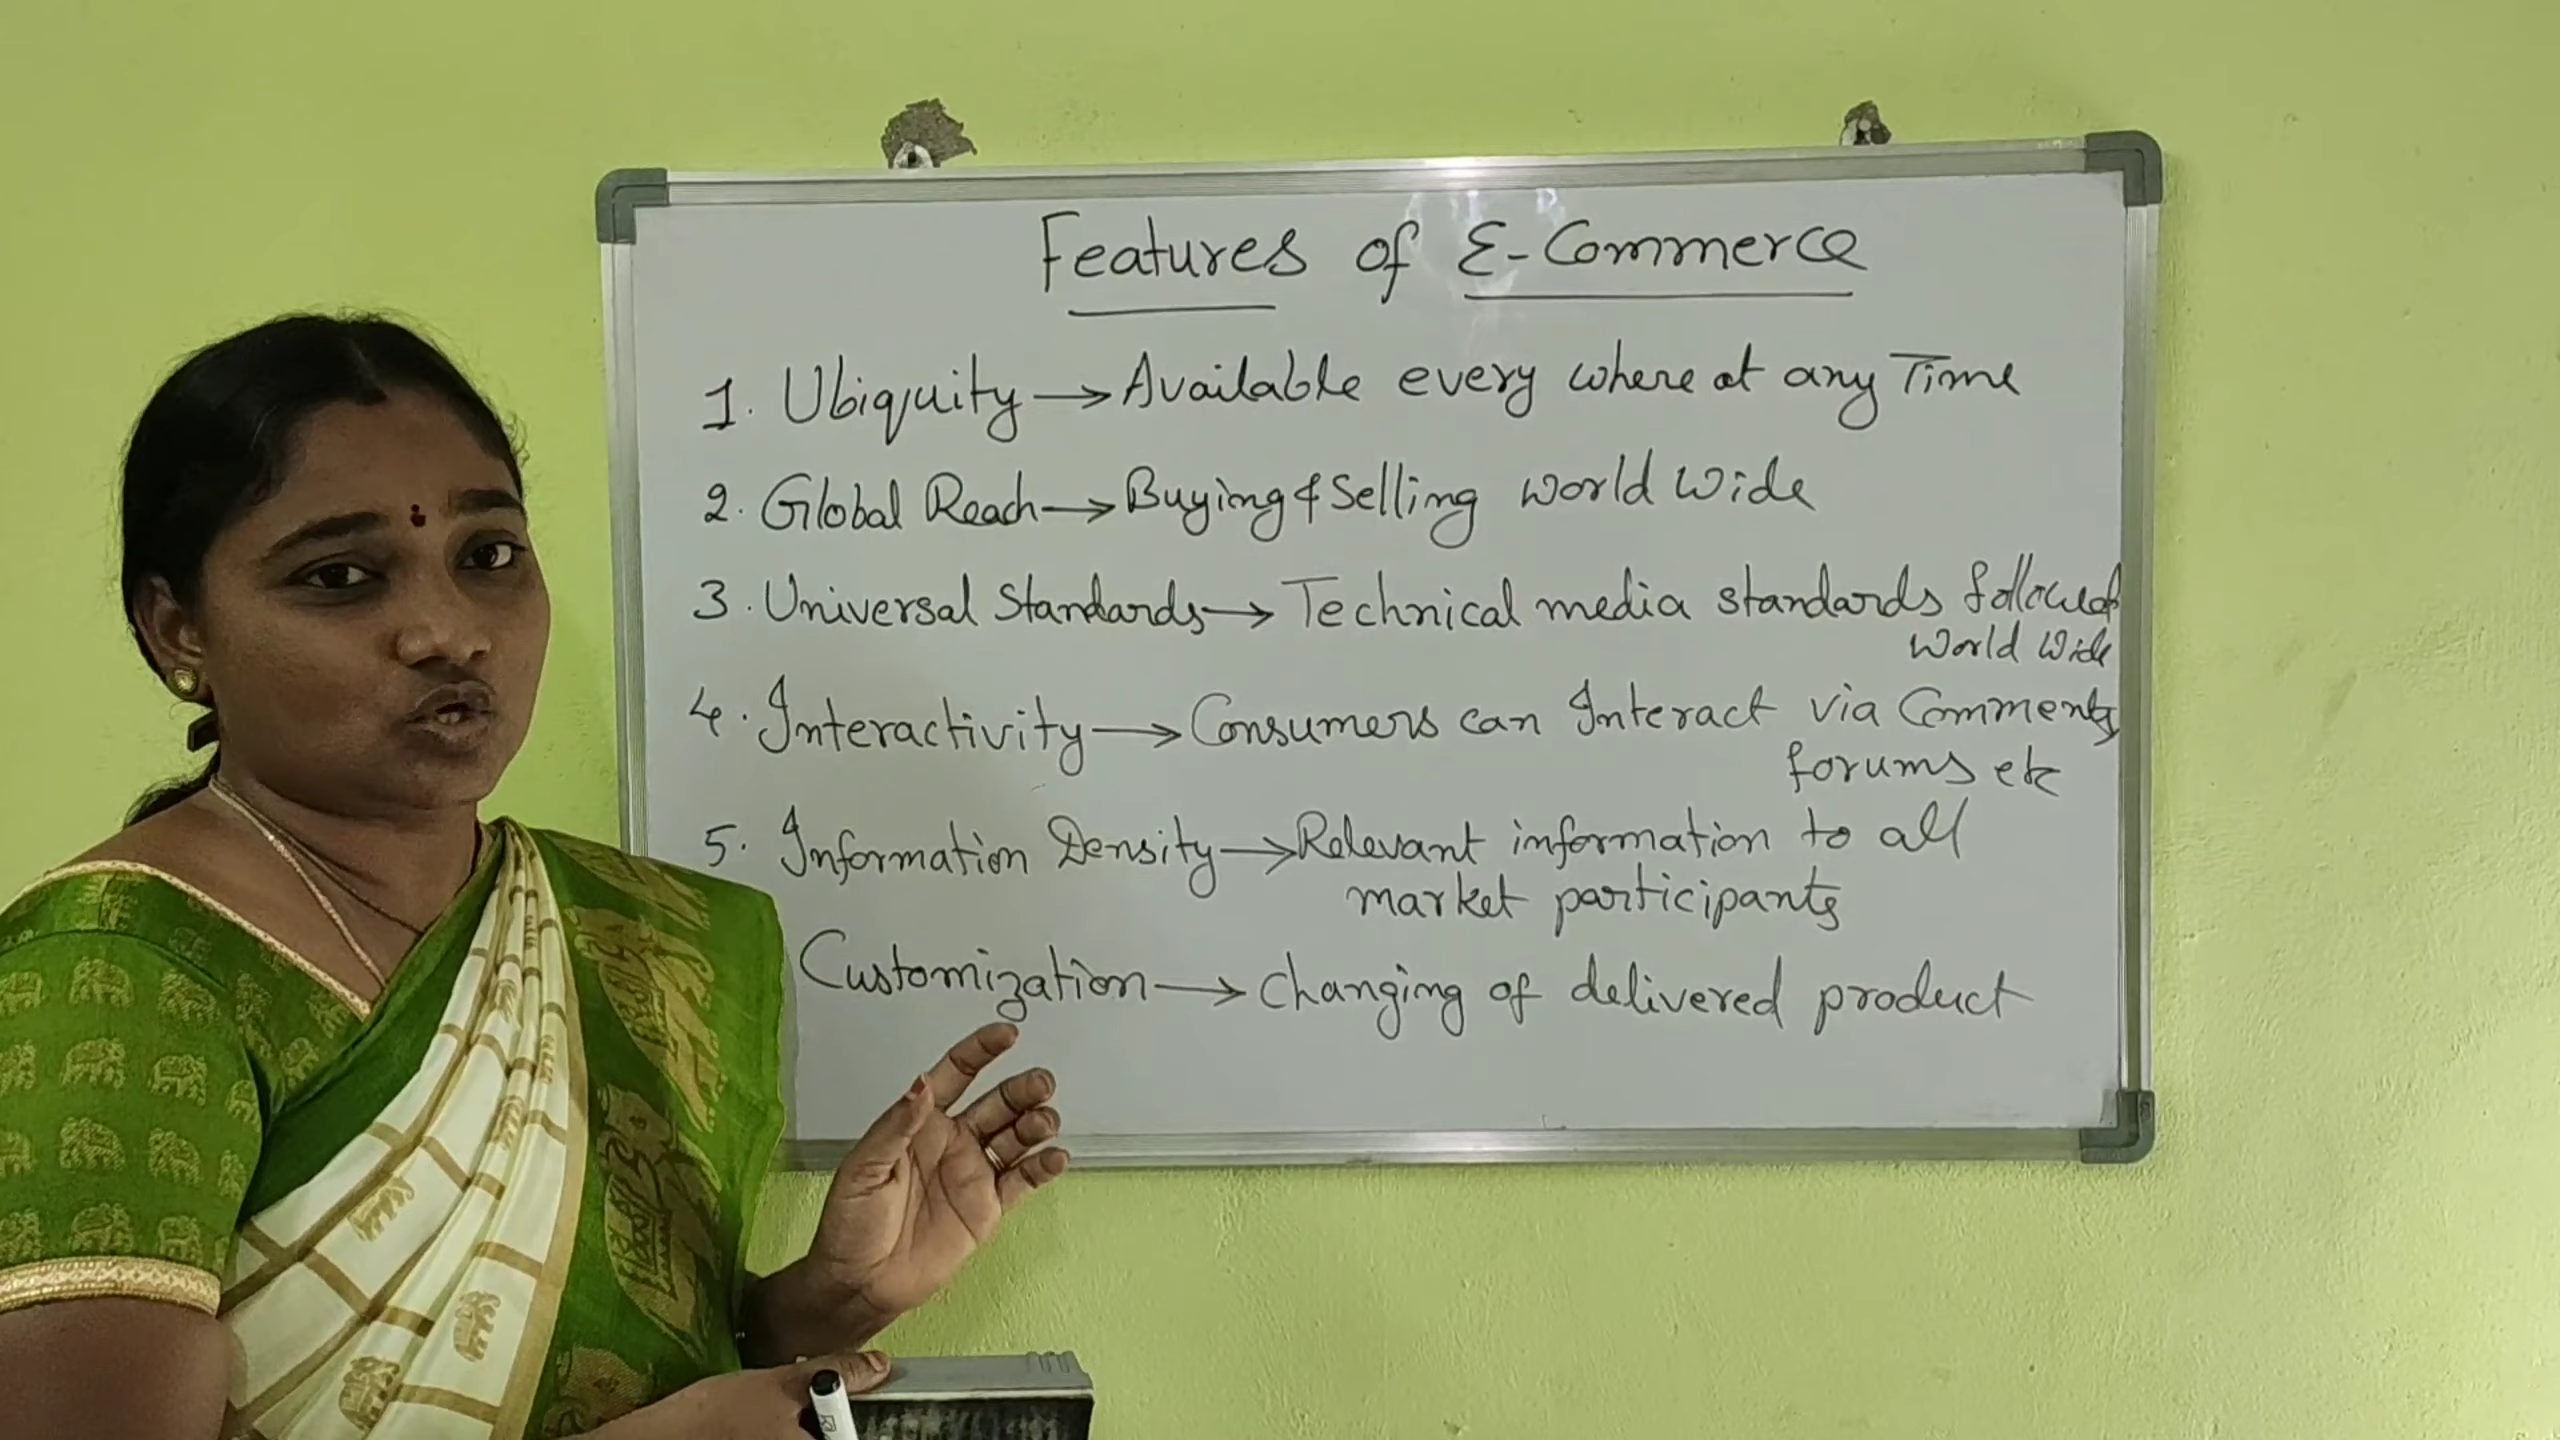 Features of E-Commerce
1. Ubiquity → Available every where at any Time
2. Global Reach → Buying & Selling World Wide
3. Universal Standards → Technical media standards followed
World Wide
4. Interactivity → Consumers can Interact via Comments
forums etc
5. Information Density → Relevant information to all
market participants
Customization → Changing of delivered product